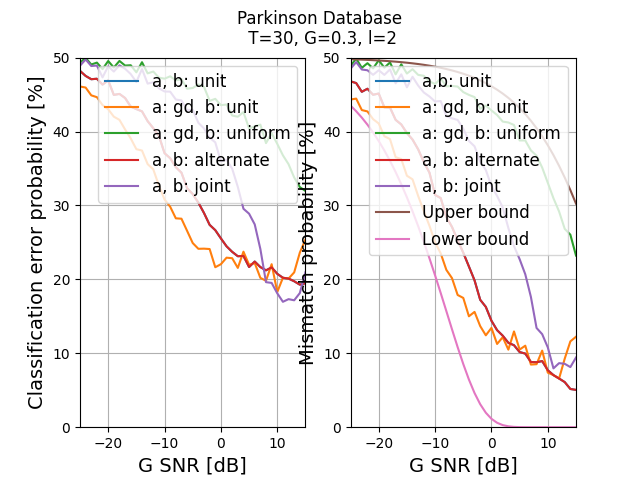 Parkinson Database
T=30, G=0.3, l=2
Classification error probability [%]
50
40
30
20
10
0
−20
−10
0
10
G SNR [dB]
a, b: unit
a: gd, b: unit
a: gd, b: uniform
a, b: alternate
a, b: joint
Mismatch probability [%]
50
40
30
20
10
0
−20
−10
0
10
G SNR [dB]
a,b: unit
a: gd, b: unit
a: gd, b: uniform
a, b: alternate
a, b: joint
Upper bound
Lower bound